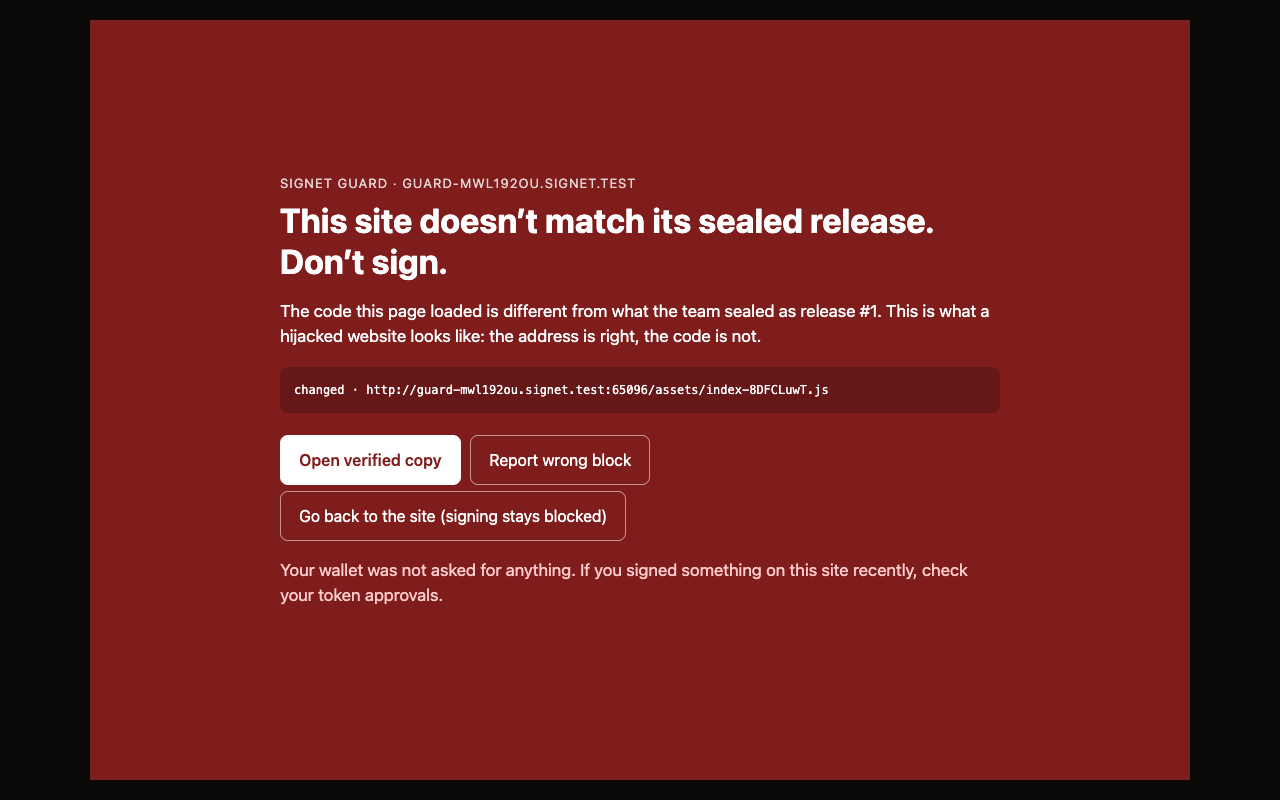 SIGNET GUARD · GUARD-MWL192OU.SIGNET.TEST
This site doesn’t match its sealed release.
Don’t sign.
The code this page loaded is different from what the team sealed as release #1. This is what a
hijacked website looks like: the address is right, the code is not.
changed · http://guard-mwl192ou.signet.test:65096/assets/index-8DFCLuwT.js
Open verified copy
Report wrong block
Go back to the site (signing stays blocked)
Your wallet was not asked for anything. If you signed something on this site recently, check
your token approvals.